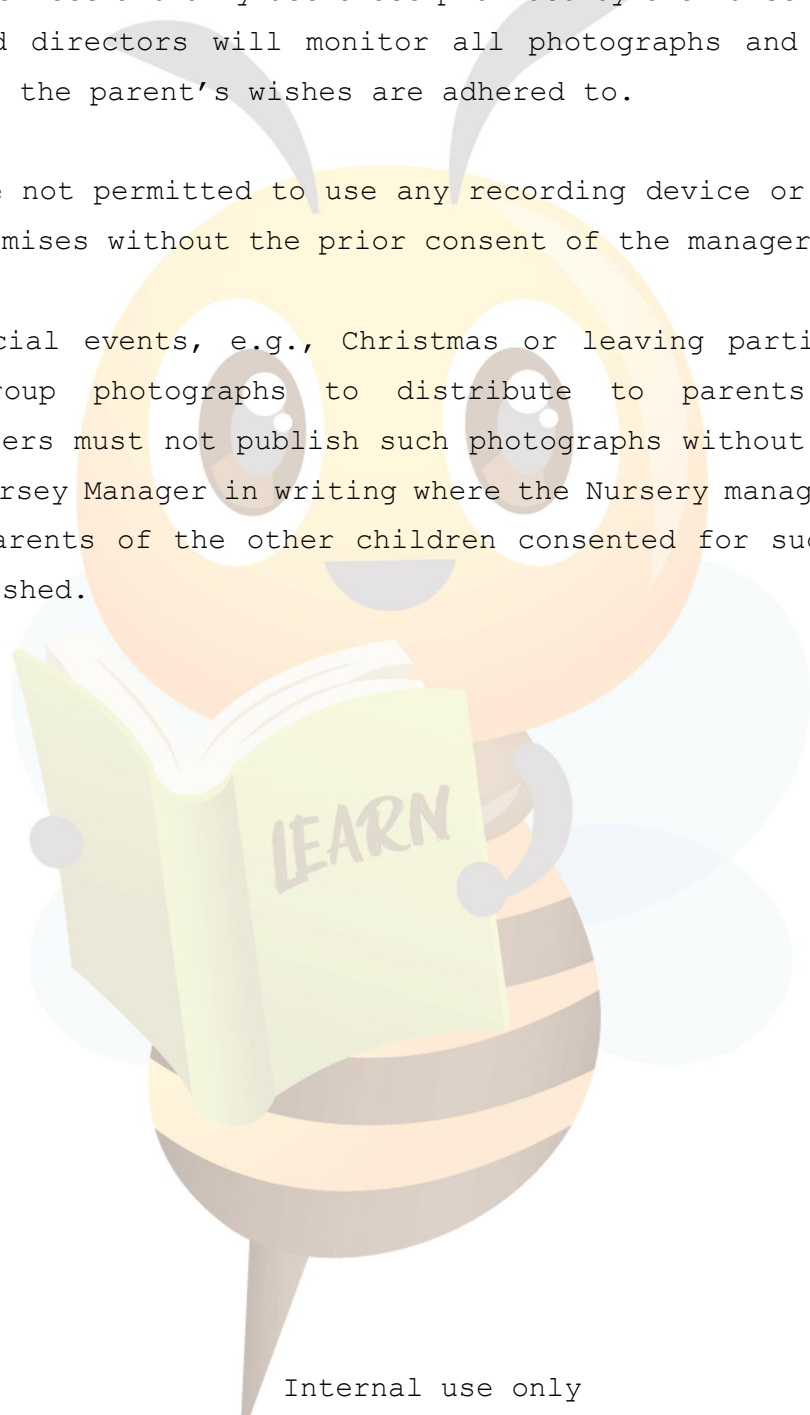 d directors will monitor all photographs and
the parent's wishes are adhered to.
e not permitted to use any recording device or
mises without the prior consent of the manager
cial events, e.g., Christmas or leaving parti
roup photographs to distribute to parents
ers must not publish such photographs without
ursey Manager in writing where the Nursery manag
arents of the other children consented for suc
shed.
LEARN
Internal use only